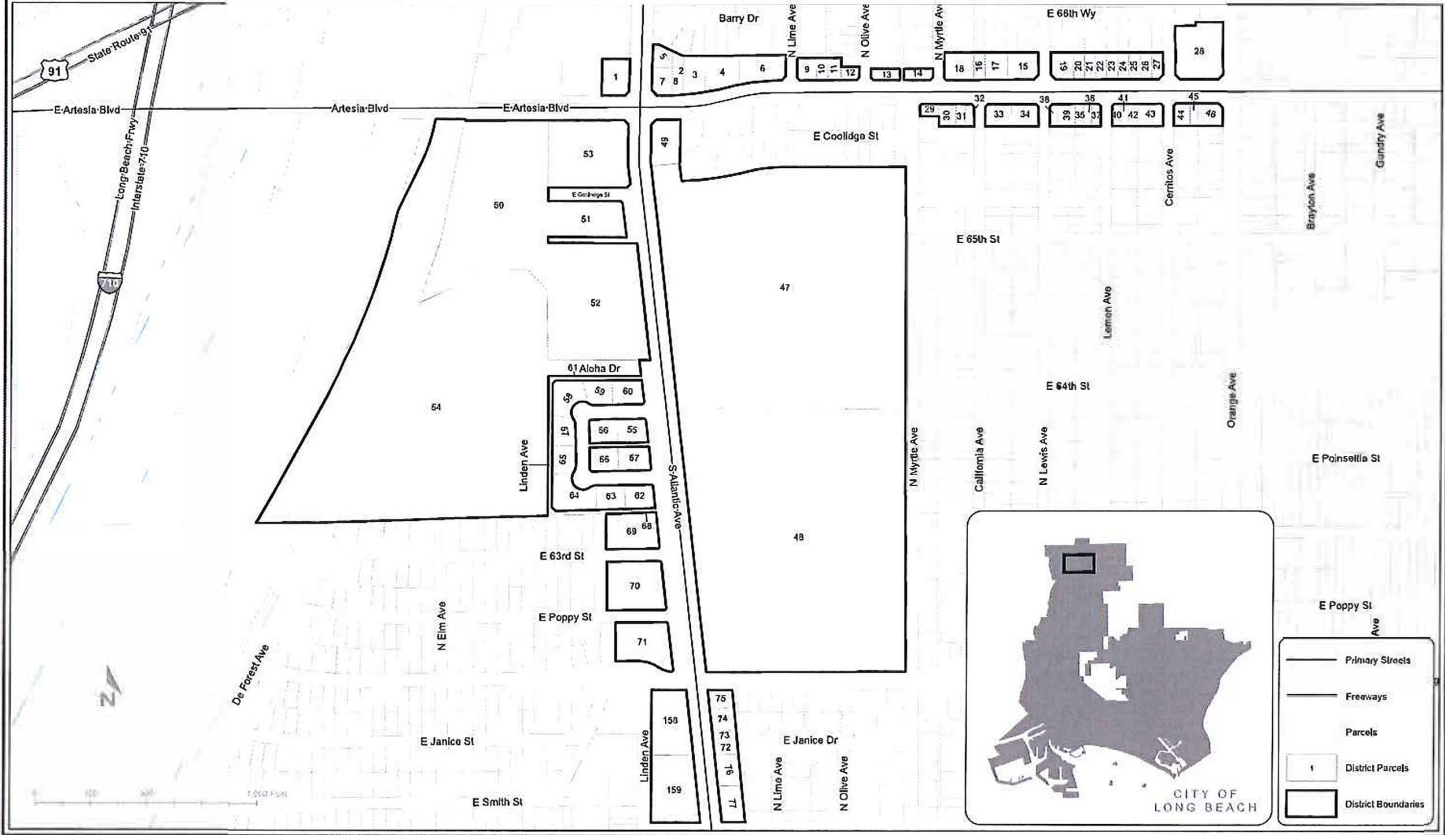 Barry Dr
N Lime Ave
N Olive Ave
N Myrtle Av
E 66th Wy
State Route 91
91
E Artesia Blvd
Artesia Blvd
E Artesia Blvd
1
5
7
8
2
3
4
6
9
10
11
12
13
14
18
16
17
15
61
20
21
22
23
24
25
26
27
28
29
30
31
32
33
34
38
39
35
36
37
40
41
42
43
44
45
46
Long Beach Frwy
Interstate 710
710
53
49
E Coolidge St
E Coolidge St
50
51
52
47
E 65th St
Cerritos Ave
Gundry Ave
Brayton Ave
Lemon Ave
61 Aloha Dr
58
59
60
54
57
56
55
65
66
67
64
63
62
Linden Ave
S Atlantic Ave
68
69
E 64th St
Orange Ave
N Myrtle Ave
California Ave
N Lewis Ave
E Poinsettia St
48
E 63rd St
70
E Poppy St
71
N Elm Ave
De Forest Ave
N
E Poppy St
Ave
158
159
75
74
73
72
76
77
E Janice St
Linden Ave
E Janice Dr
N Lime Ave
N Olive Ave
E Smith St
CITY OF
LONG BEACH
Primary Streets
Freeways
Parcels
1
District Parcels
District Boundaries